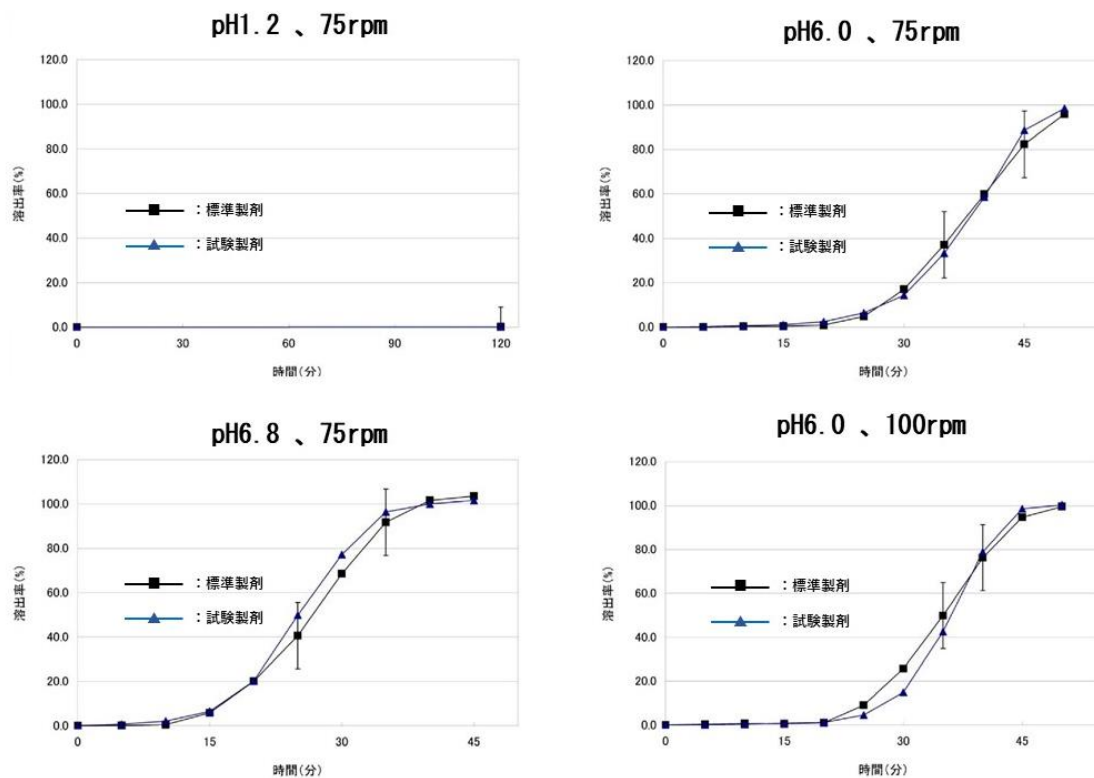 pH1.2 、75rpm
120.0
100.0
80.0
60.0
40.0
20.0
0.0
溶出率(%)
■ :標準製剤
▲ :試験製剤
0 30 60 90 120
時間(分)
pH6.0 、75rpm
120.0
100.0
80.0
60.0
40.0
20.0
0.0
溶出率(%)
■ :標準製剤
▲ :試験製剤
0 15 30 45
時間(分)
pH6.8 、75rpm
120.0
100.0
80.0
60.0
40.0
20.0
0.0
溶出率(%)
■ :標準製剤
▲ :試験製剤
0 15 30 45
時間(分)
pH6.0 、100rpm
120.0
100.0
80.0
60.0
40.0
20.0
0.0
溶出率(%)
■ :標準製剤
▲ :試験製剤
0 15 30 45
時間(分)